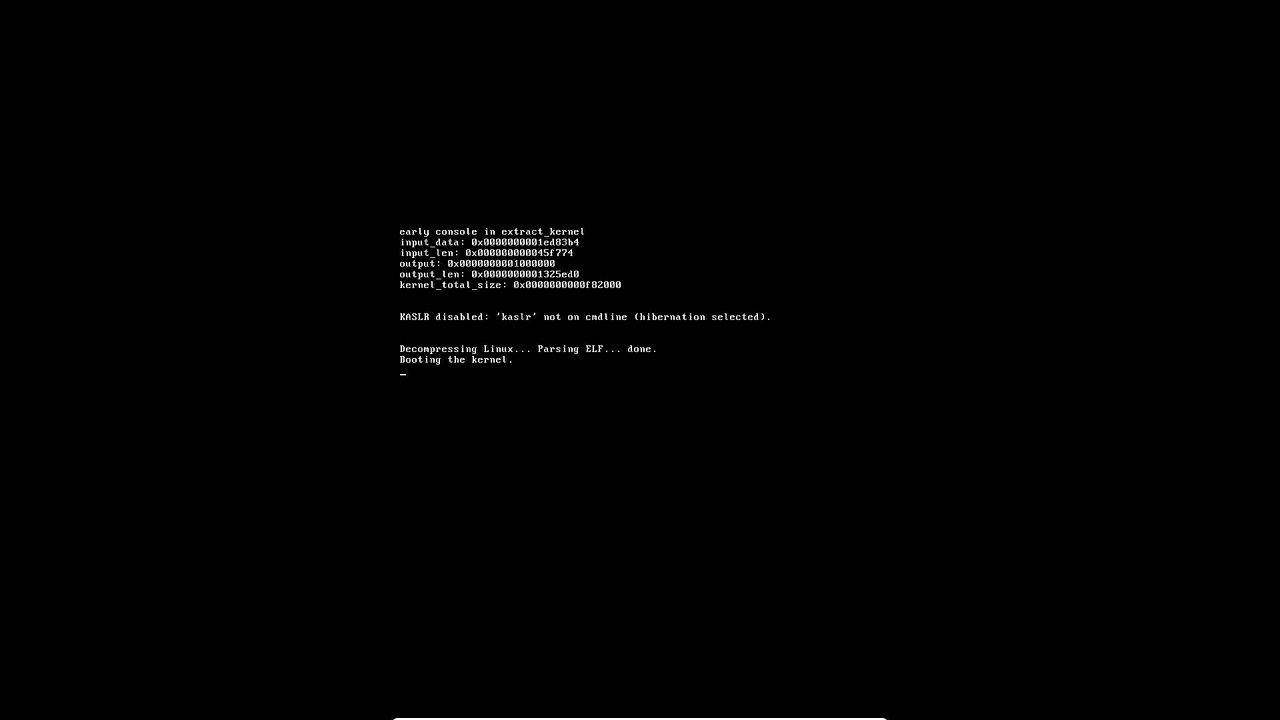 early console in extract_kernel
input_data: 0x0000000001ed83b4
input_len: 0x000000000045f774
output: 0x0000000001000000
output_len: 0x0000000001325ed0
kernel_total_size: 0x0000000000f82000
KASLR disabled: 'kaslr' not on cmdline (hibernation selected).
Decompressing Linux... Parsing ELF... done.
Booting the kernel.
_